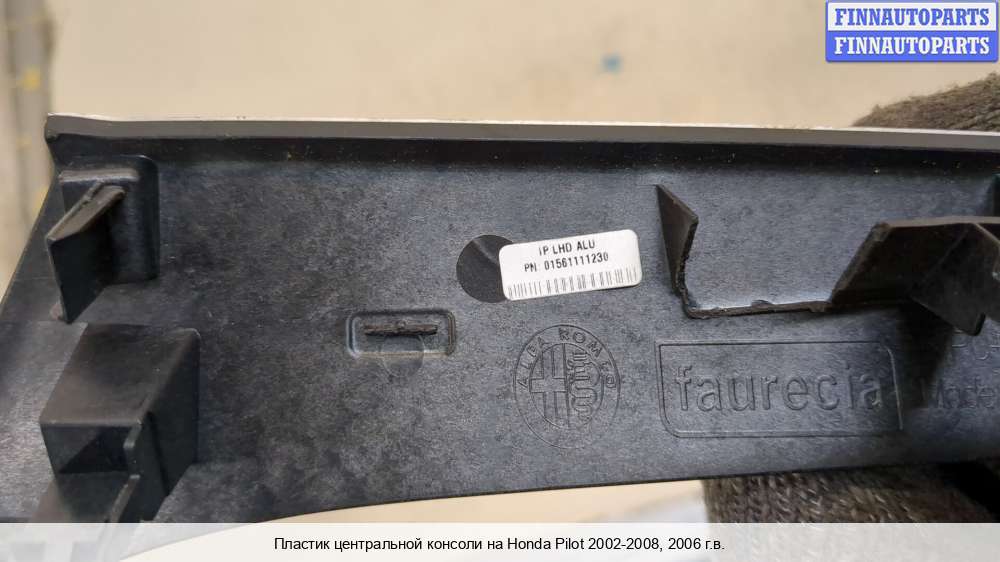 FINNAUTOPARTS
FINNAUTOPARTS
IP LHD ALU
PN: 01561111230
ALFA ROMEO
faurecia
Made
Пластик центральной консоли на Honda Pilot 2002-2008, 2006 г.в.